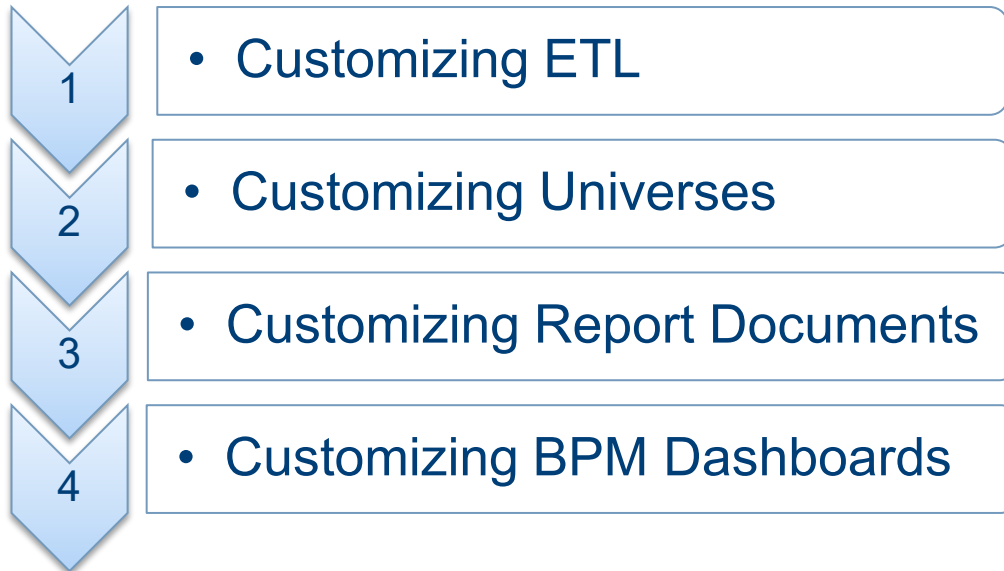 1
• Customizing ETL
2
• Customizing Universes
3
• Customizing Report Documents
4
• Customizing BPM Dashboards